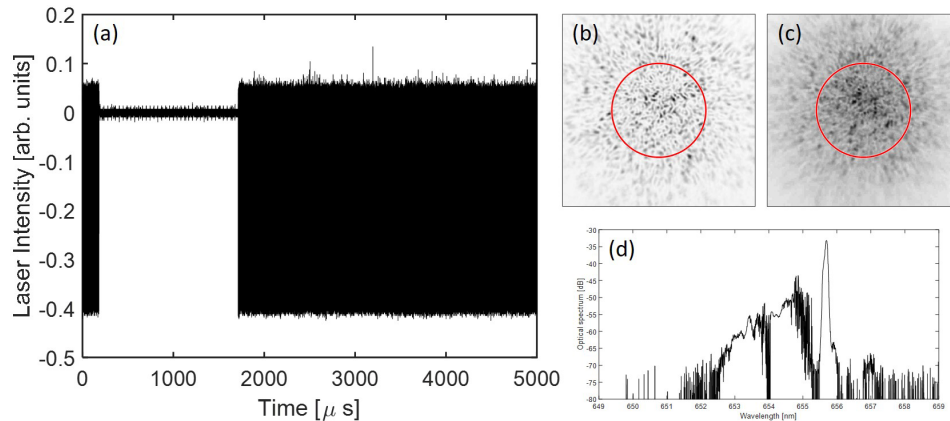 (a)
0.2
0.1
0
-0.1
-0.2
-0.3
-0.4
-0.5
Laser Intensity [arb. units]
0 1000 2000 3000 4000 5000
Time [μ s]
(b)
(c)
(d)
-30
-35
-40
-45
-50
-55
-60
-65
-70
-75
-80
Optical spectrum [dB]
649 650 651 652 653 654 655 656 657 658 659
Wavelength [nm]